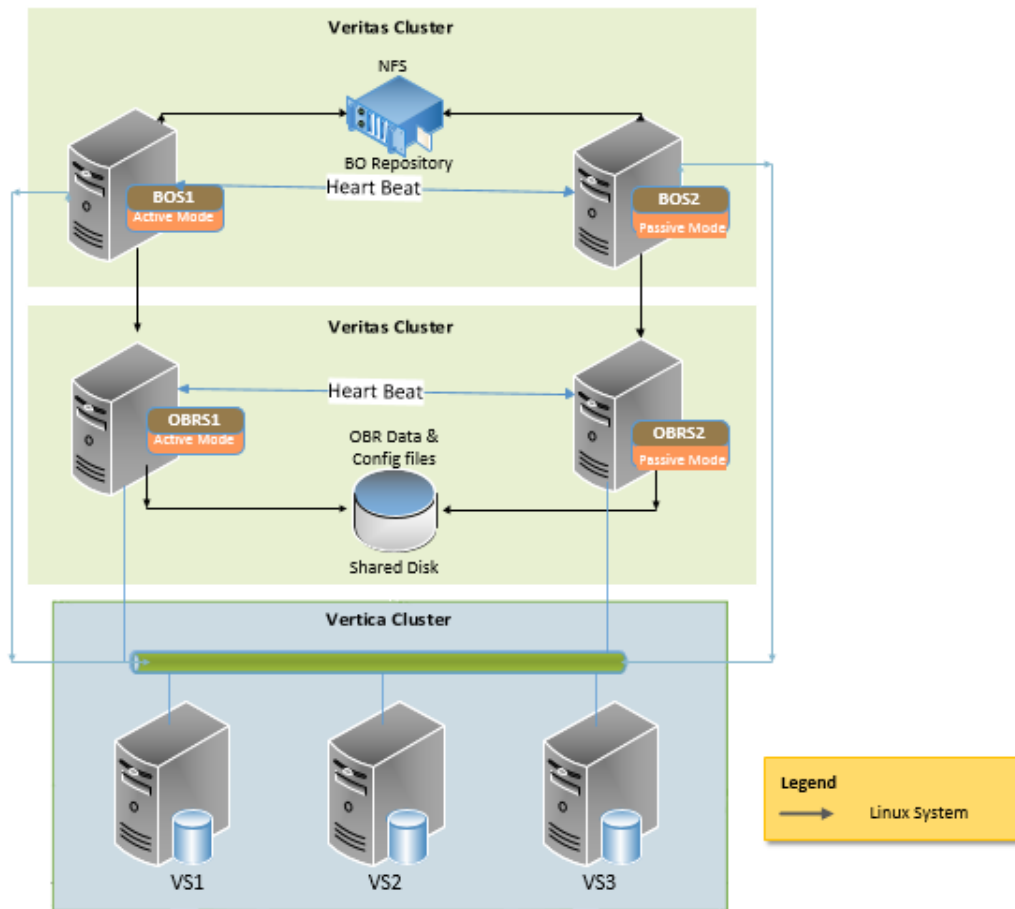 Veritas Cluster
NFS
BO Repository
Heart Beat
BOS1
Active Mode
BOS2
Passive Mode
Veritas Cluster
Heart Beat
OBRS1
Active Mode
OBRS2
Passive Mode
OBR Data &
Config files
Shared Disk
Vertica Cluster
VS1
VS2
VS3
Legend
Linux System